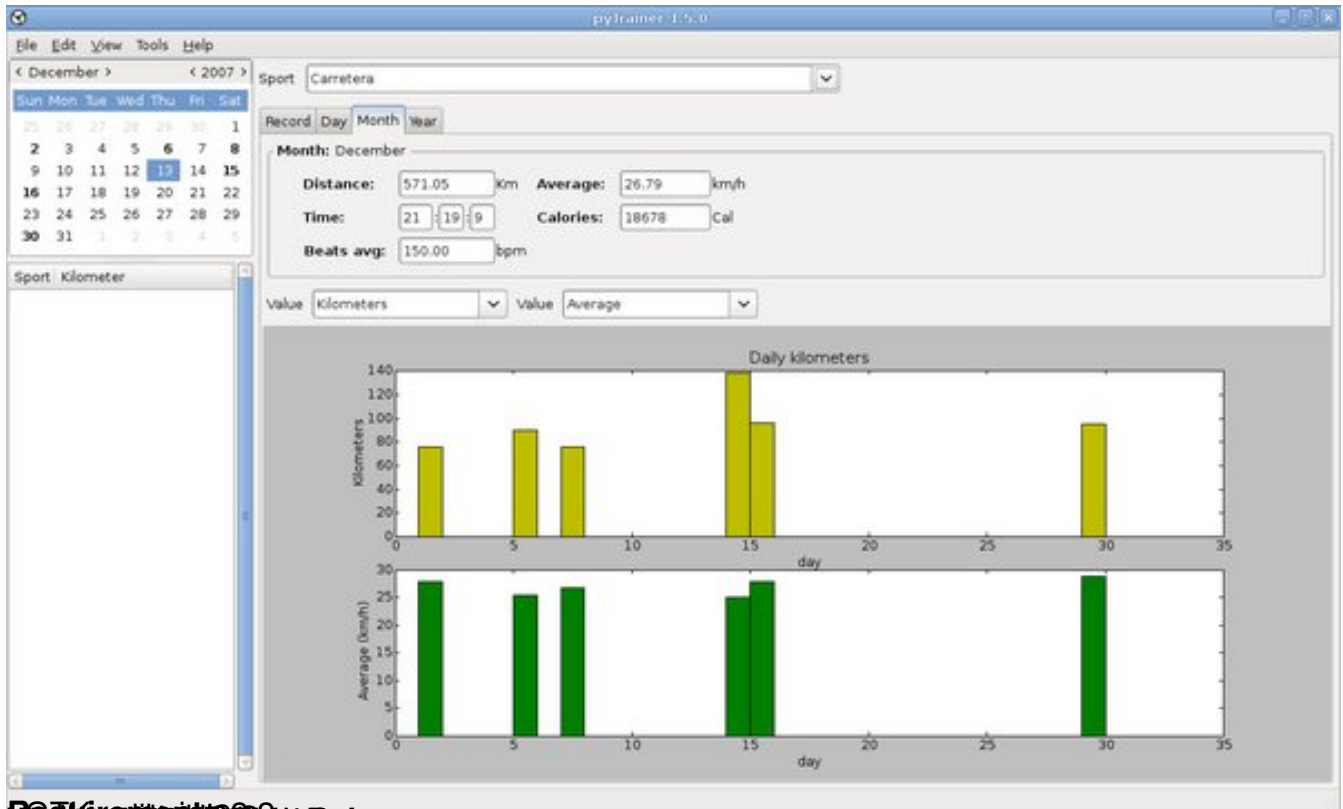 pyTrainer 1.5.0
File Edit View Tools Help
< December > < 2007 >
Sun Mon Tue Wed Thu Fri Sat
25 26 27 28 29 30 1
2 3 4 5 6 7 8
9 10 11 12 13 14 15
16 17 18 19 20 21 22
23 24 25 26 27 28 29
30 31 1 2 3 4 5
Sport Kilometer
Sport Carretera
Record Day Month Year
Month: December
Distance: 571.05 Km Average: 26.79 km/h
Time: 21 : 19 : 9 Calories: 18678 Cal
Beats avg: 150.00 bpm
Value Kilometers Value Average
Daily kilometers
Kilometers
140
120
100
80
60
40
20
0
0 5 10 15 20 25 30 35
day
Average (km/h)
30
25
20
15
10
5
0
0 5 10 15 20 25 30 35
day